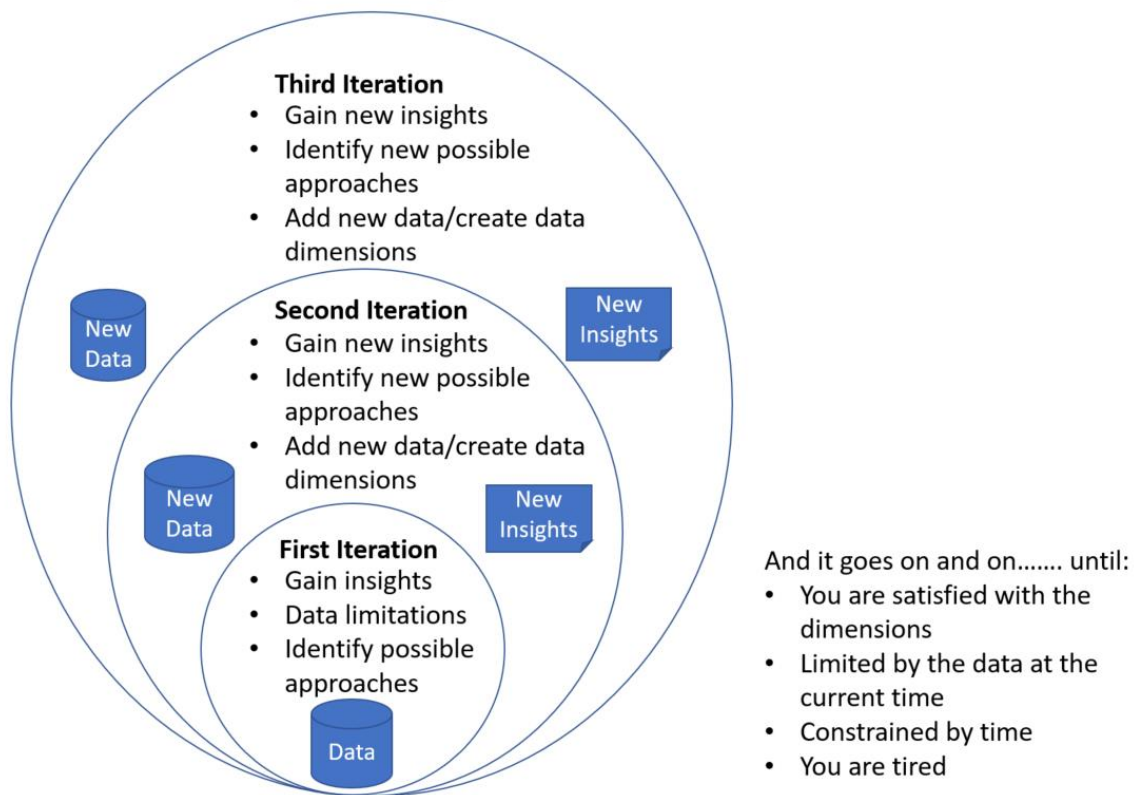 Third Iteration
• Gain new insights
• Identify new possible
approaches
• Add new data/create data
dimensions
New
Data
New
Insights
Second Iteration
• Gain new insights
• Identify new possible
approaches
• Add new data/create data
dimensions
New
Data
New
Insights
First Iteration
• Gain insights
• Data limitations
• Identify possible
approaches
Data
And it goes on and on....... until:
• You are satisfied with the
dimensions
• Limited by the data at the
current time
• Constrained by time
• You are tired